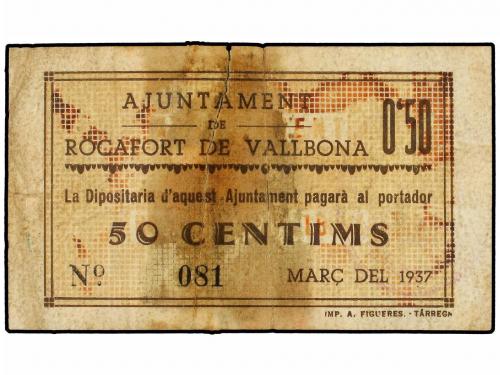 AJUNTAMENT
DE
ROCAFORT DE VALLBONA
0'50
La Dipositaria d'aquest Ajuntament pagarà al portador
50 CENTIMS
Nº 081 MARÇ DEL 1937
IMP. A. FIGUERES. - TÀRREGA